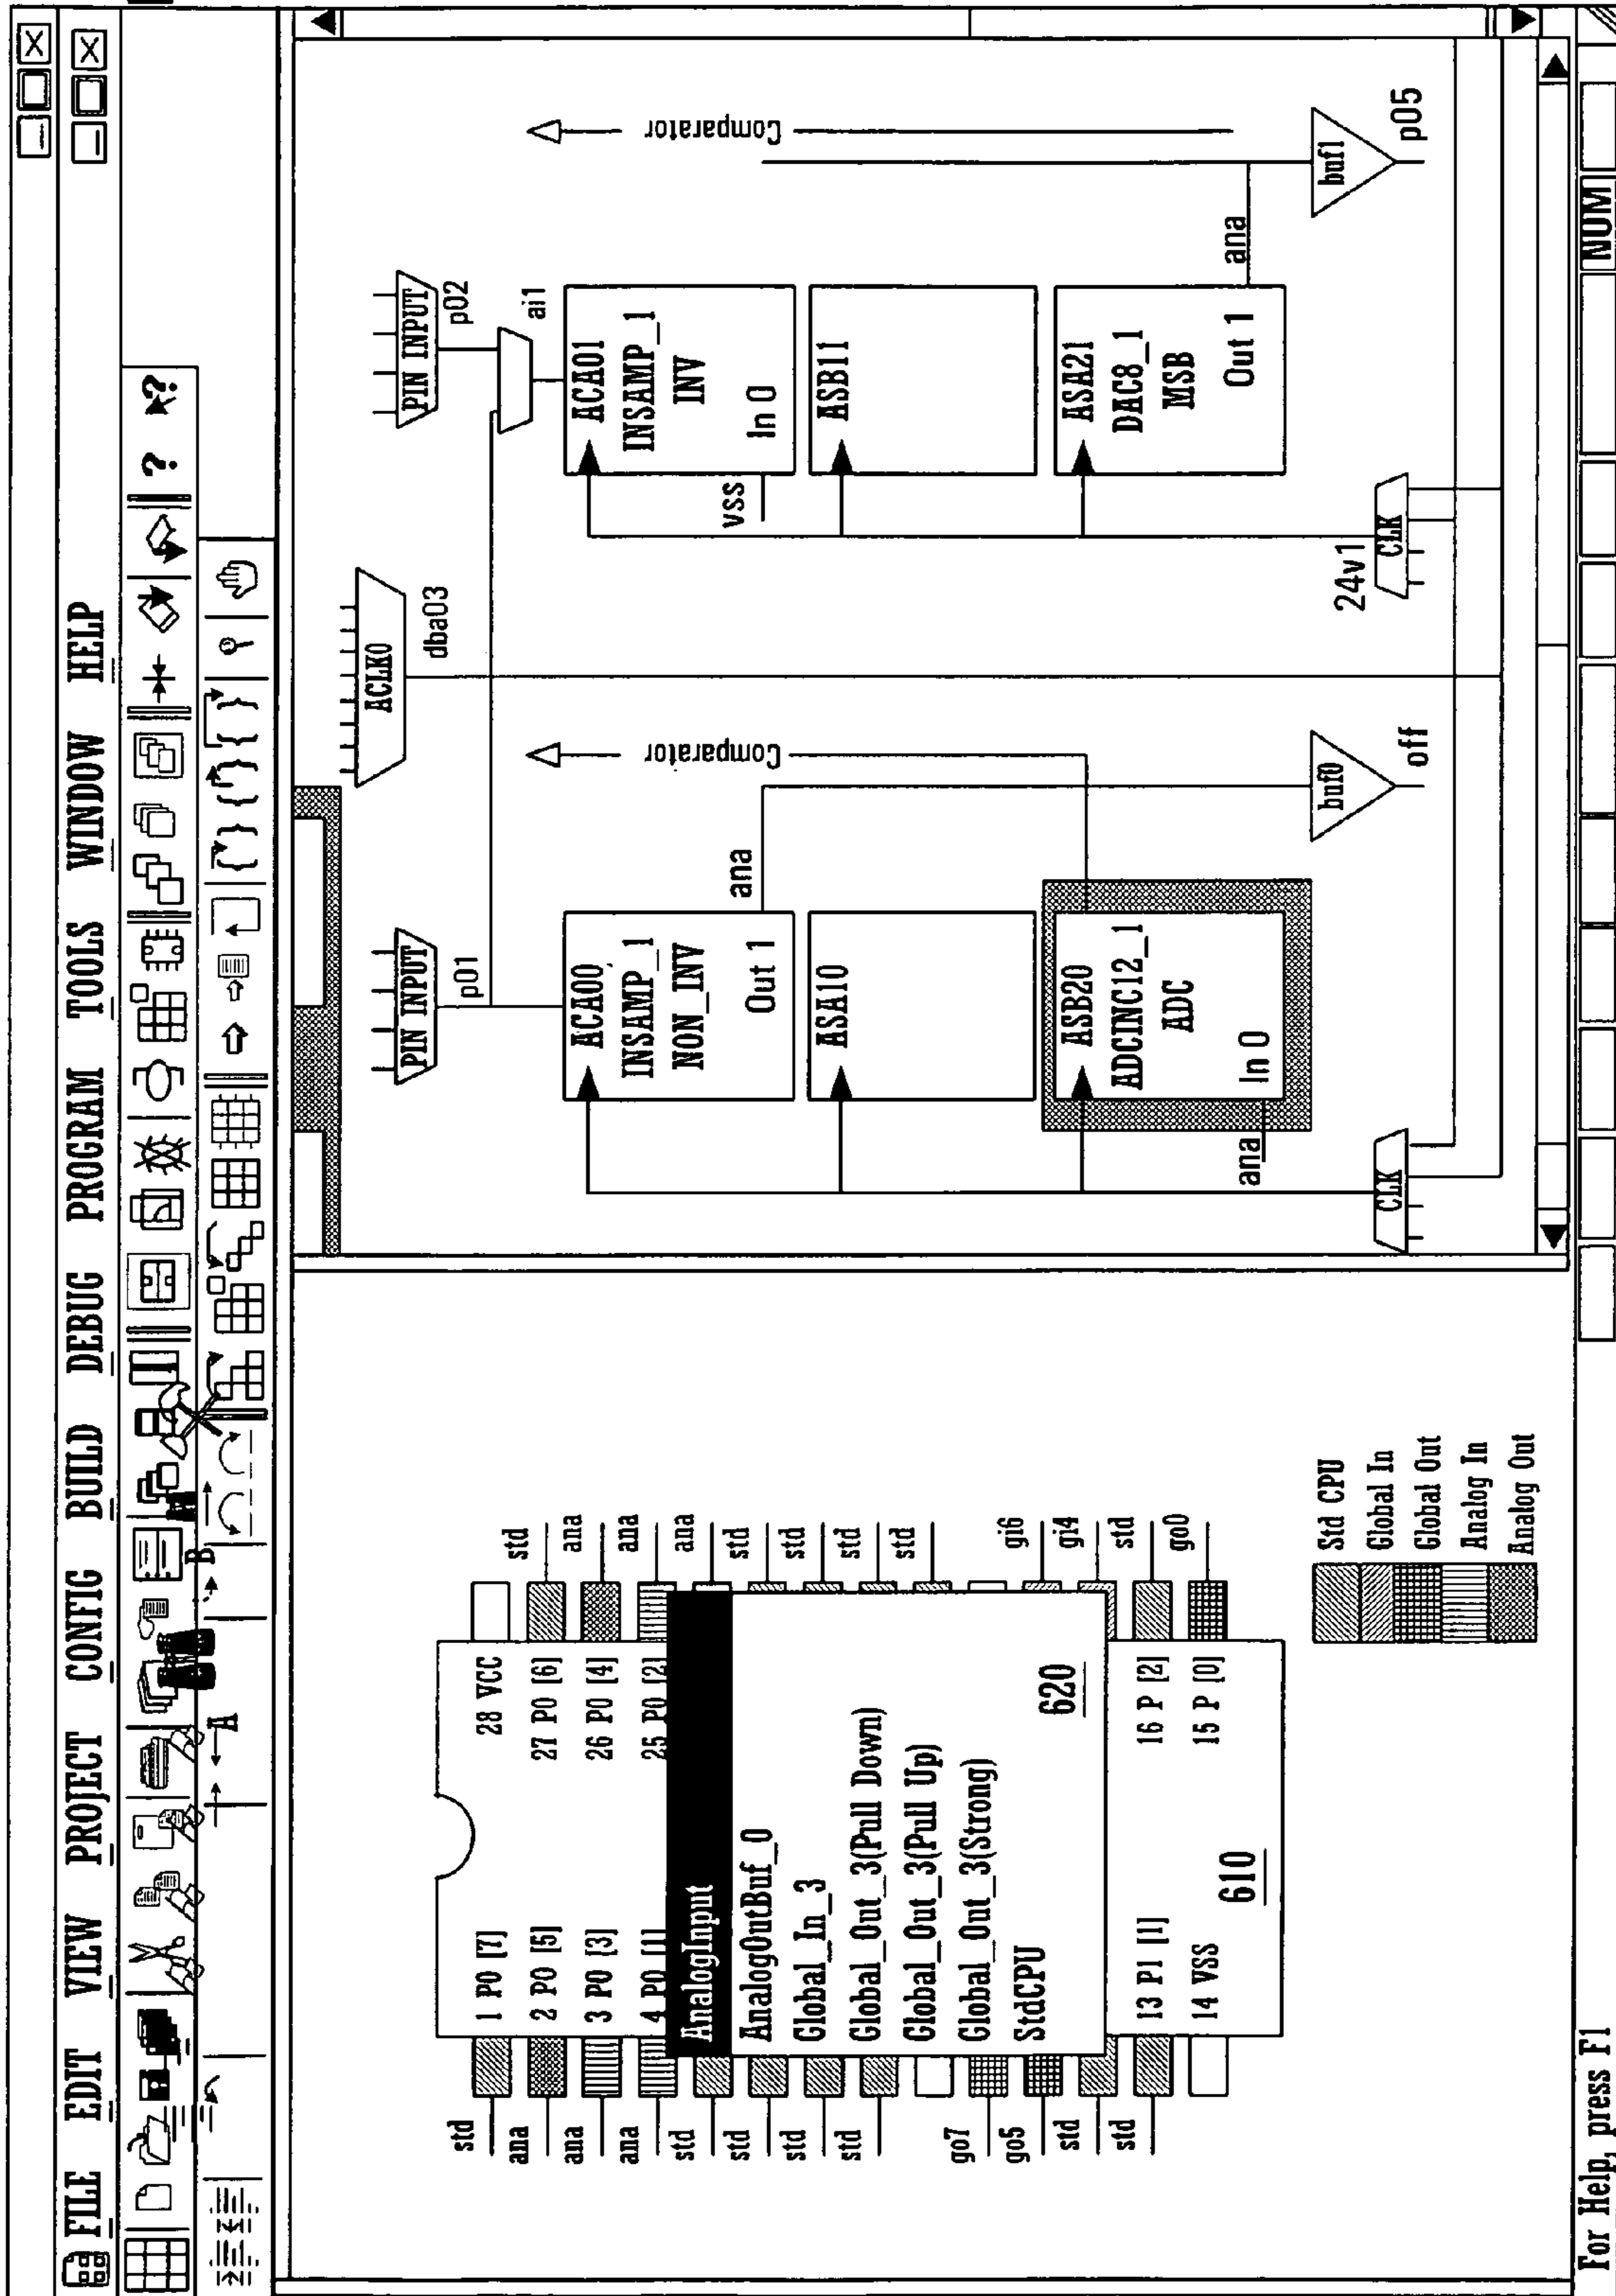 FILE EDIT VIEW PROJECT CONFIG BUILD DEBUG PROGRAM TOOLS WINDOW HELP
? ?
A
B
28 VCC
27 P0 [6]
26 P0 [4]
25 P0 [2]
1 P0 [7]
2 P0 [5]
3 P0 [3]
4 P0 [1]
std
ana
ana
ana
std
std
std
std
go7
go5
std
std
std
ana
ana
ana
std
std
std
std
gi6
gi4
std
go0
AnalogInput
AnalogOutBuf_0
Global_In_3
Global_Out_3(Pull Down)
Global_Out_3(Pull Up)
Global_Out_3(Strong)
StdCPU
620
13 P1 [1]
14 VSS
16 P [2]
15 P [0]
610
Std CPU
Global In
Global Out
Analog In
Analog Out
PIN INPUT
p01
ACLK0
dba03
PIN INPUT
p02
ai1
ACA00
INSAMP_1
NON_INV
Out 1
ana
ASA10
ASB20
ADCINC12_1
ADC
In 0
ana
Comparator
buf0
off
CLK
ACA01
INSAMP_1
INV
In 0
vss
ASB11
ASA21
DAC8_1
MSB
Out 1
ana
Comparator
buf1
p05
24v1
CLK
For Help, press F1
NUM